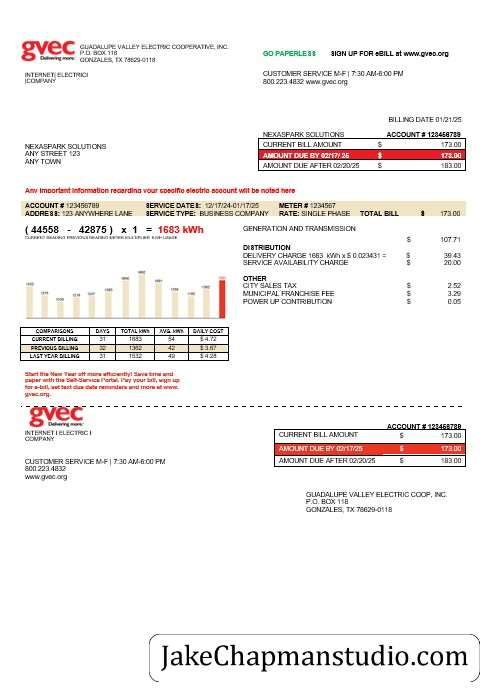 gvec
Delivering more.
GUADALUPE VALLEY ELECTRIC COOPERATIVE, INC.
P.O. BOX 118
GONZALES, TX 78629-0118
GO PAPERLESS SIGN UP FOR eBILL at www.gvec.org
INTERNET| ELECTRIC|
|COMPANY
CUSTOMER SERVICE M-F | 7:30 AM-6:00 PM
800.223.4832 www.gvec.org
BILLING DATE 01/21/25
NEXASPARK SOLUTIONS ACCOUNT # 123456789
CURRENT BILL AMOUNT $ 173.00
AMOUNT DUE BY 02/17/ 25 $ 173.00
AMOUNT DUE AFTER 02/20/25 $ 183.00
NEXASPARK SOLUTIONS
ANY STREET 123
ANY TOWN
Any important information regarding your specific electric account will be noted here
ACCOUNT # 123456789 SERVICE DATES: 12/17/24-01/17/25 METER # 1234567
ADDRESS: 123 ANYWHERE LANE SERVICE TYPE: BUSINESS COMPANY RATE: SINGLE PHASE TOTAL BILL $ 173.00
( 44558 - 42875 ) x 1 = 1683 kWh
GENERATION AND TRANSMISSION
$ 107.71
DISTRIBUTION
DELIVERY CHARGE 1683 kWh x $ 0.023431 = $ 39.43
SERVICE AVAILABILITY CHARGE $ 20.00
OTHER
CITY SALES TAX $ 2.52
MUNICIPAL FRANCHISE FEE $ 3.29
POWER UP CONTRIBUTION $ 0.05
COMPARISONS DAYS TOTAL kWh AVG. kWh DAILY COST
CURRENT BILLING 31 1683 54 $ 4.72
PREVIOUS BILLING 32 1362 42 $ 3.67
LAST YEAR BILLING 31 1532 49 $ 4.28
Start the New Year off more efficiently! Save time and
paper with the Self-Service Portal. Pay your bill, sign up
for e-bill, set text due date reminders and more at www.
gvec.org.
gvec
Delivering more.
INTERNET | ELECTRIC |
COMPANY
ACCOUNT # 123456789
CURRENT BILL AMOUNT $ 173.00
AMOUNT DUE BY 02/17/25 $ 173.00
AMOUNT DUE AFTER 02/20/25 $ 183.00
CUSTOMER SERVICE M-F | 7:30 AM-6:00 PM
800.223.4832
www.gvec.org
GUADALUPE VALLEY ELECTRIC COOP, INC.
P.O. BOX 118
GONZALES, TX 78629-0118
JakeChapmanstudio.com